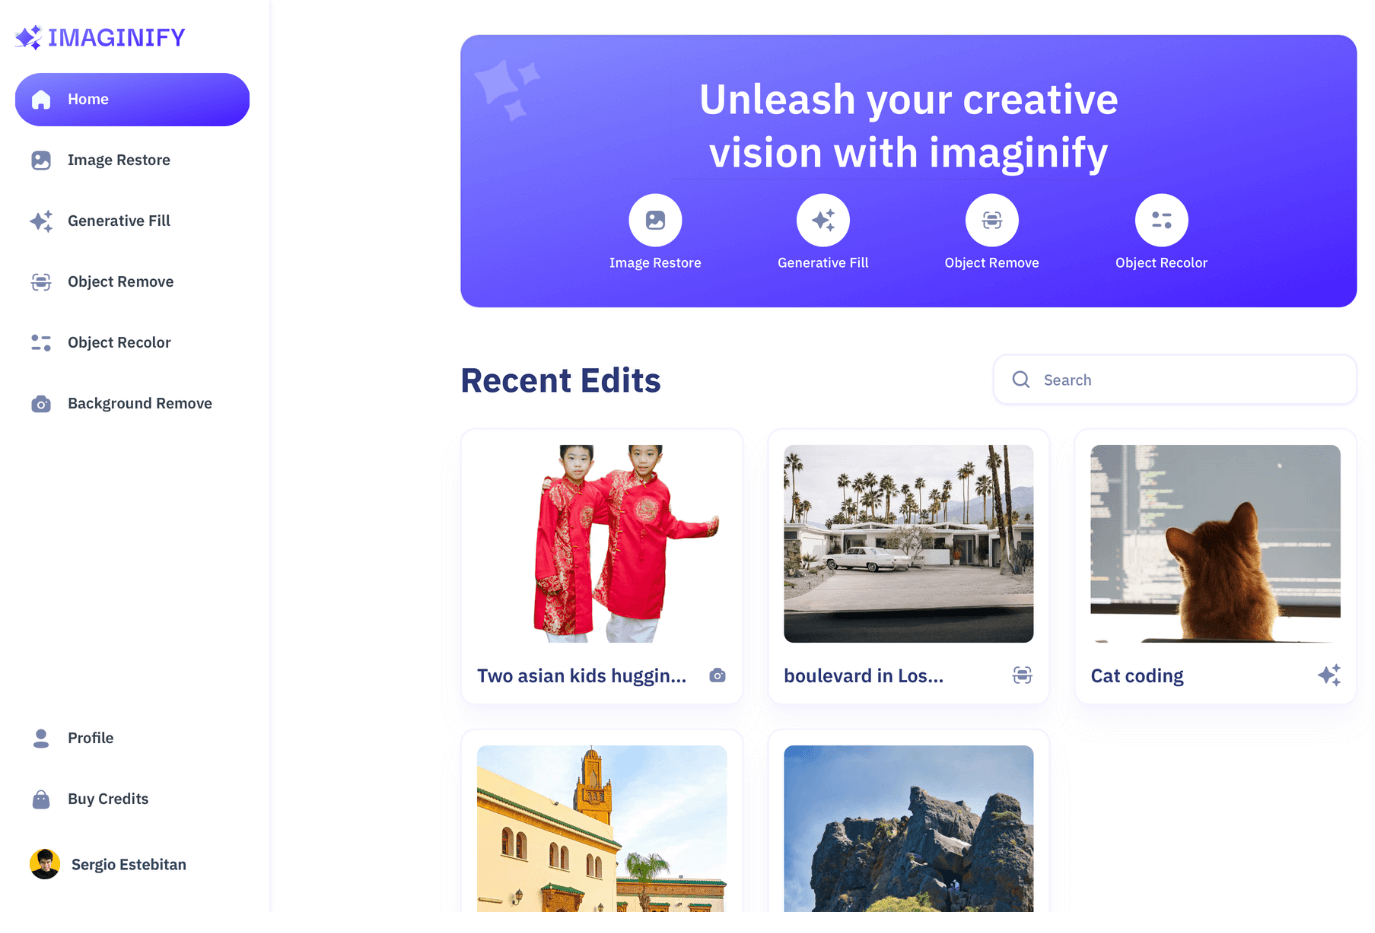 IMAGINIFY
Home
Image Restore
Generative Fill
Object Remove
Object Recolor
Background Remove
Profile
Buy Credits
Sergio Estebitan
Unleash your creative
vision with imaginify
Image Restore
Generative Fill
Object Remove
Object Recolor
Recent Edits
Search
Two asian kids huggin...
boulevard in Los...
Cat coding